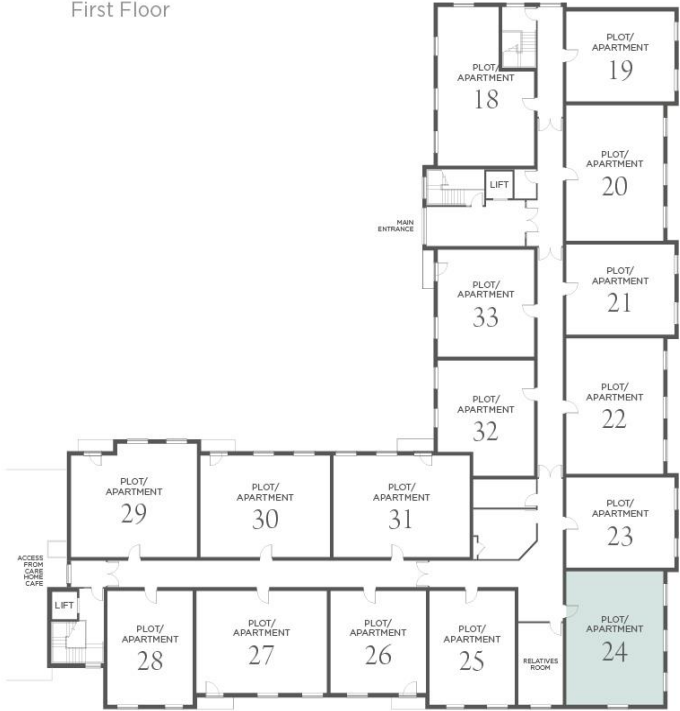 First Floor
PLOT/
APARTMENT
18
PLOT/
APARTMENT
19
PLOT/
APARTMENT
20
LIFT
MAIN
ENTRANCE
PLOT/
APARTMENT
21
PLOT/
APARTMENT
33
PLOT/
APARTMENT
22
PLOT/
APARTMENT
32
PLOT/
APARTMENT
29
PLOT/
APARTMENT
30
PLOT/
APARTMENT
31
PLOT/
APARTMENT
23
ACCESS
FROM
CARE
HOME
CAFE
LIFT
PLOT/
APARTMENT
28
PLOT/
APARTMENT
27
PLOT/
APARTMENT
26
PLOT/
APARTMENT
25
RELATIVES
ROOM
PLOT/
APARTMENT
24